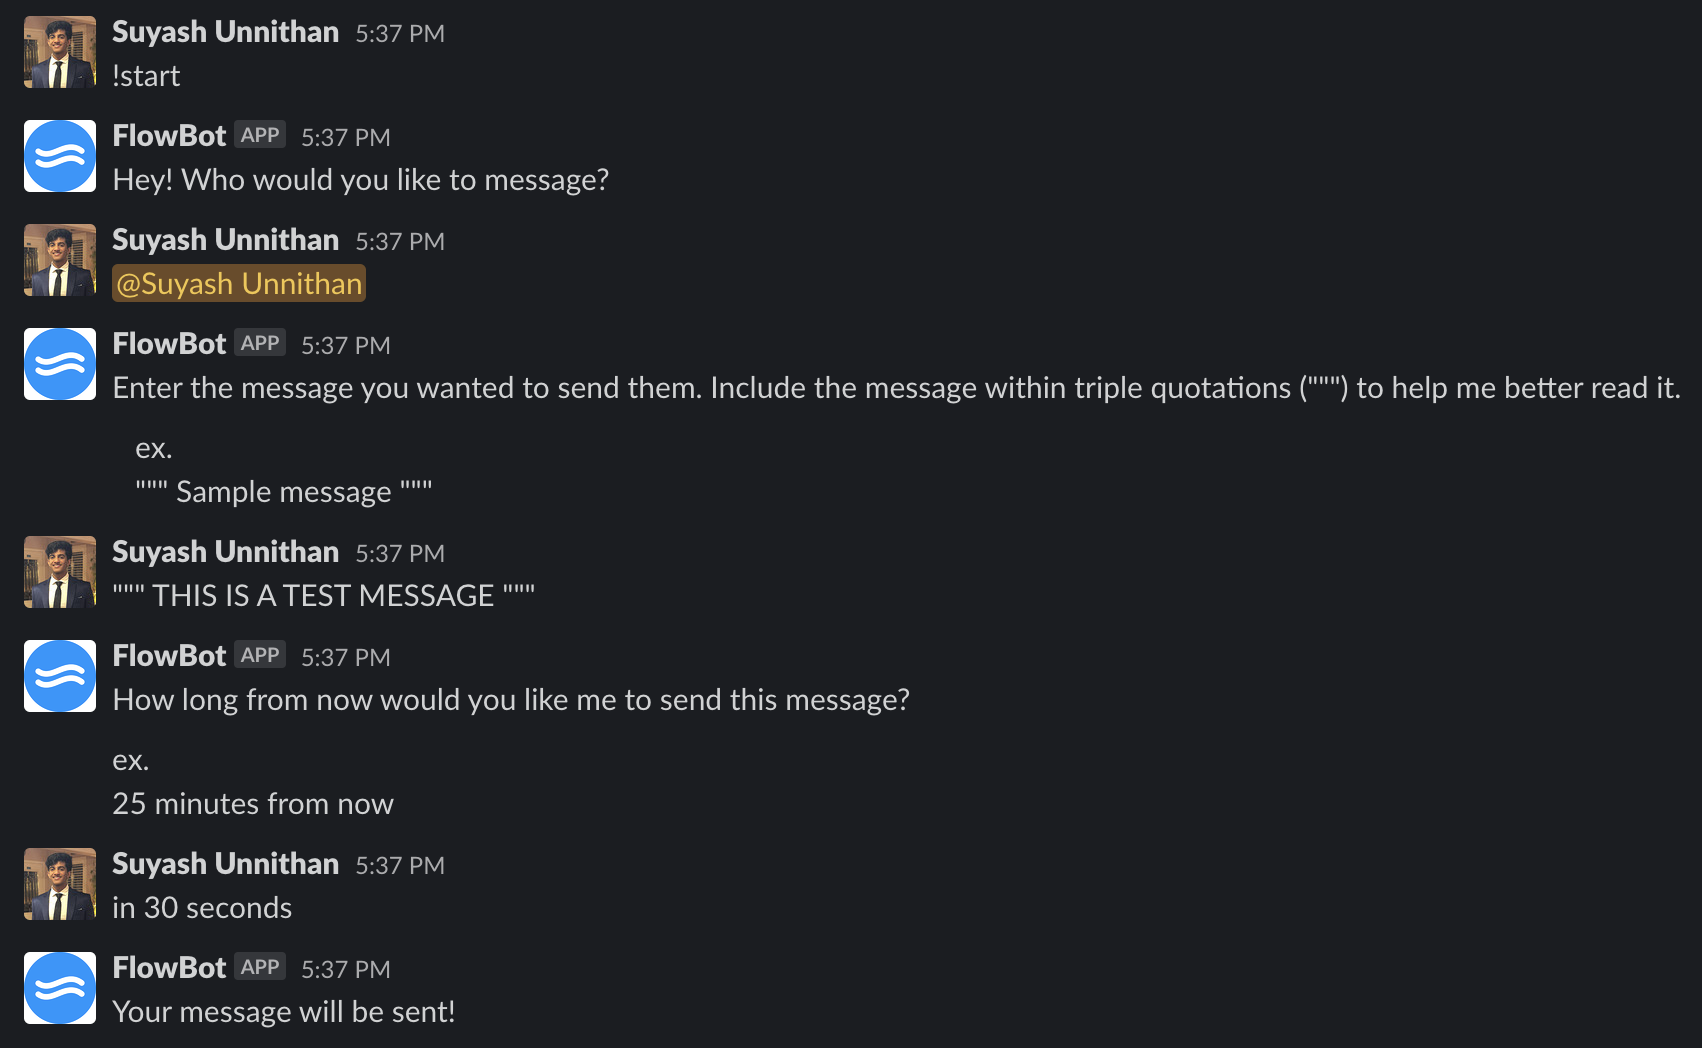 Suyash Unnithan 5:37 PM
!start
FlowBot APP 5:37 PM
Hey! Who would you like to message?
Suyash Unnithan 5:37 PM
@Suyash Unnithan
FlowBot APP 5:37 PM
Enter the message you wanted to send them. Include the message within triple quotations (""") to help me better read it.
ex.
""" Sample message """
Suyash Unnithan 5:37 PM
""" THIS IS A TEST MESSAGE """
FlowBot APP 5:37 PM
How long from now would you like me to send this message?
ex.
25 minutes from now
Suyash Unnithan 5:37 PM
in 30 seconds
FlowBot APP 5:37 PM
Your message will be sent!